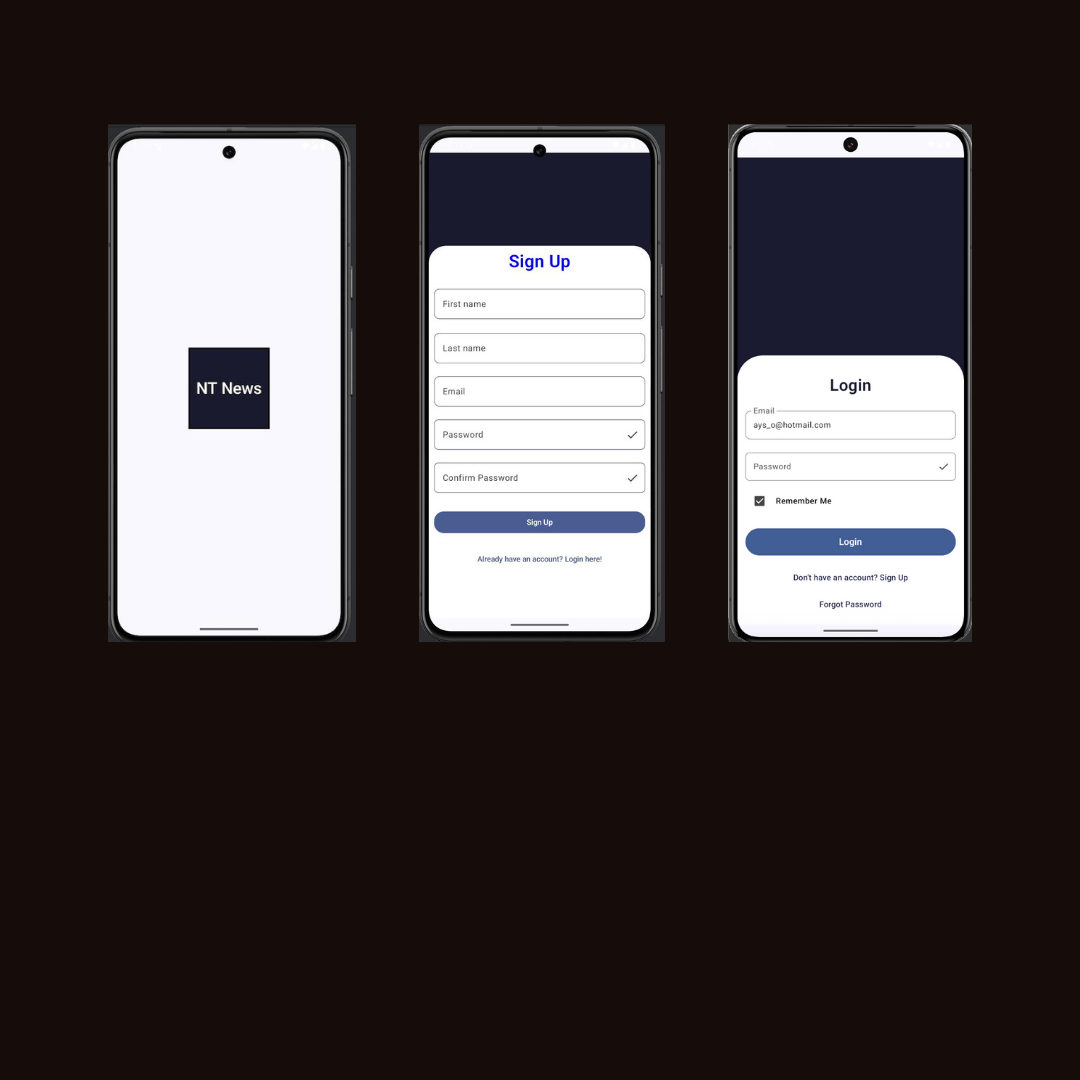 NT News
Sign Up
First name
Last name
Email
Password
Confirm Password
Sign Up
Already have an account? Login here!
Login
Email
ays_o@hotmail.com
Password
Remember Me
Login
Don't have an account? Sign Up
Forgot Password